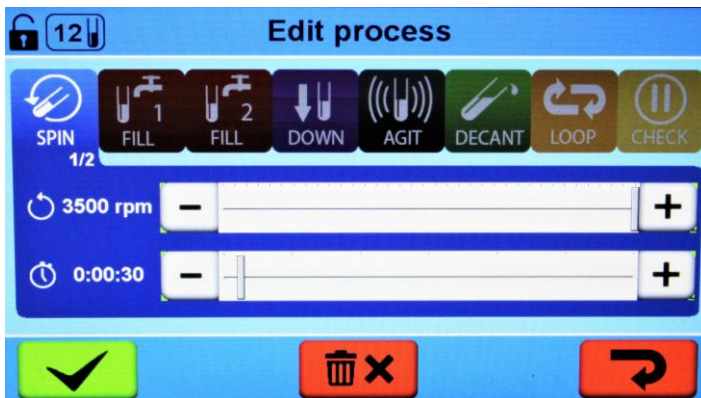 12 Edit process
1 2
SPIN FILL FILL DOWN AGIT DECANT LOOP CHECK
1/2
3500 rpm − +
0:00:30 − +